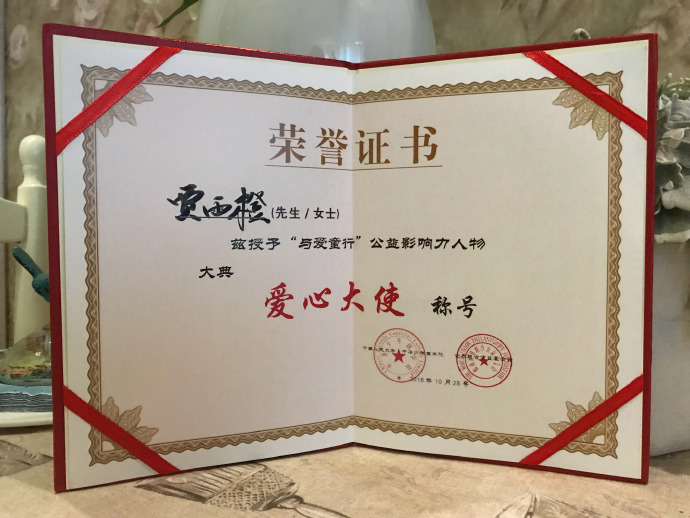 荣誉证书
贾西橙(先生/女士)
兹授予“与爱童行”公益影响力人物
大典
爱心大使 称号
2018年10月28号